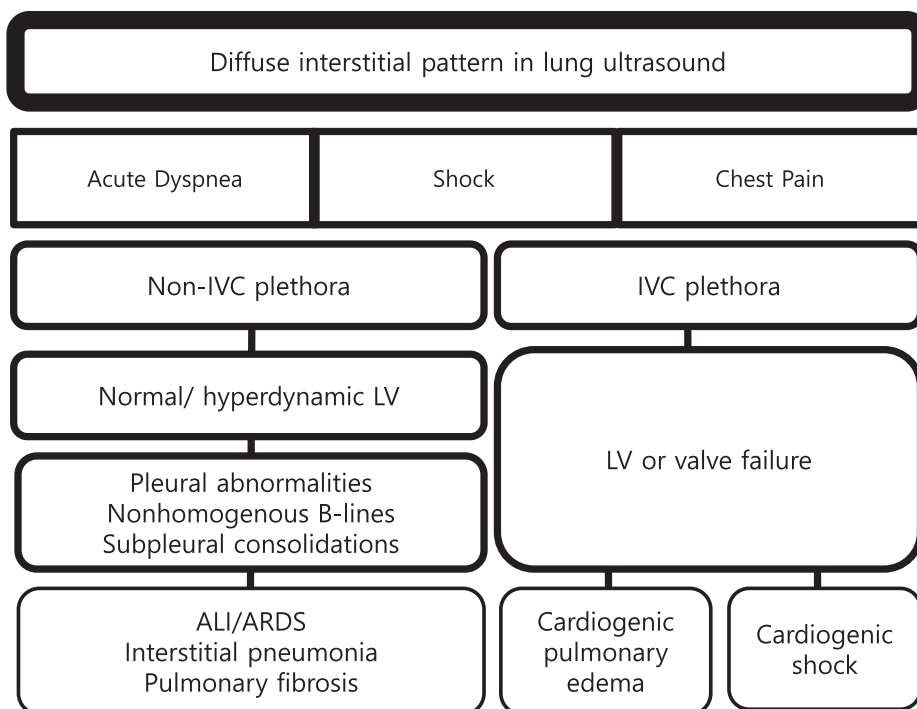 Diffuse interstitial pattern in lung ultrasound
Acute Dyspnea
Shock
Chest Pain
Non-IVC plethora
IVC plethora
Normal/ hyperdynamic LV
LV or valve failure
Pleural abnormalities
Nonhomogenous B-lines
Subpleural consolidations
ALI/ARDS
Interstitial pneumonia
Pulmonary fibrosis
Cardiogenic
pulmonary
edema
Cardiogenic
shock